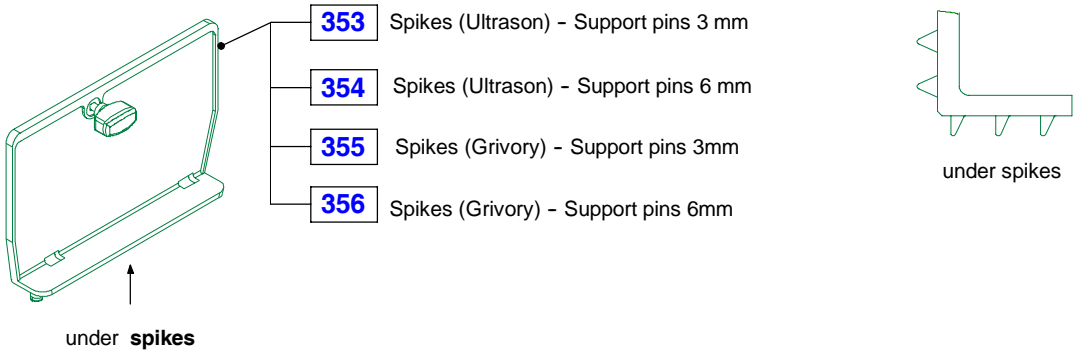 353 Spikes (Ultrason) - Support pins 3 mm
354 Spikes (Ultrason) - Support pins 6 mm
355 Spikes (Grivory) - Support pins 3mm
356 Spikes (Grivory) - Support pins 6mm
under spikes
under spikes